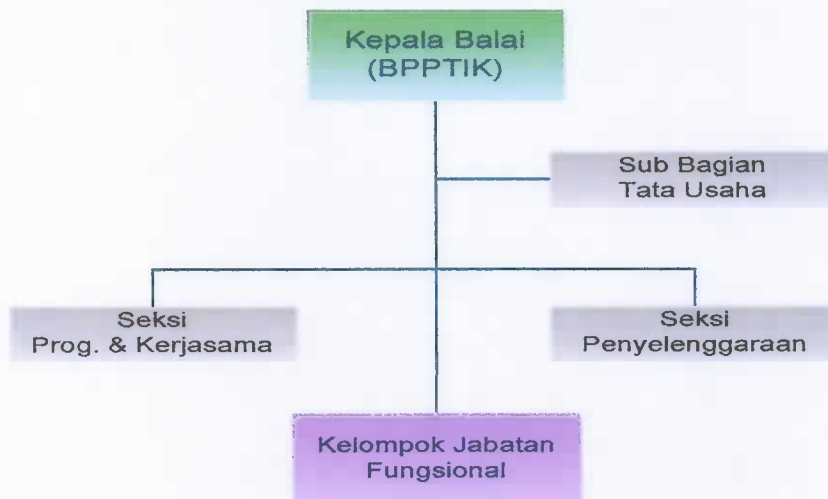 Kepala Balai
(BPPTIK)
Sub Bagian
Tata Usaha
Seksi
Prog. & Kerjasama
Seksi
Penyelenggaraan
Kelompok Jabatan
Fungsional